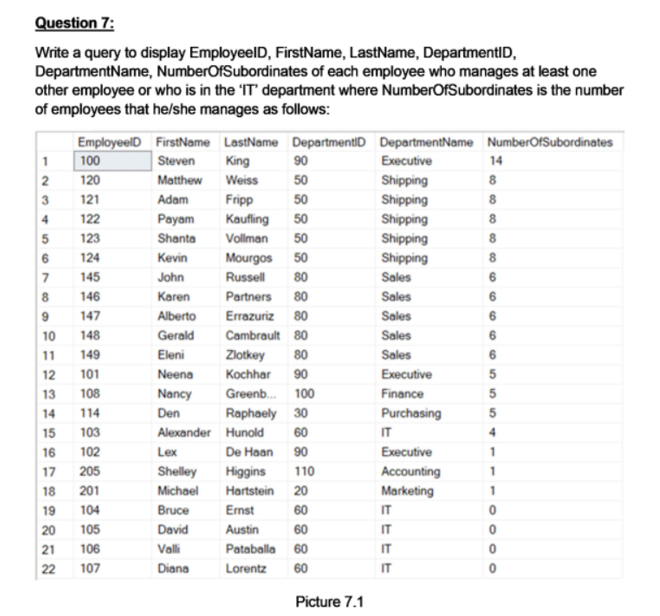 Question 7:
Write a query to display EmployeeID, FirstName, LastName, DepartmentID,
DepartmentName, NumberOfSubordinates of each employee who manages at least one
other employee or who is in the 'IT' department where NumberOfSubordinates is the number
of employees that he/she manages as follows:
EmployeeID FirstName LastName DepartmentID DepartmentName NumberOfSubordinates
1 100 Steven King 90 Executive 14
2 120 Matthew Weiss 50 Shipping 8
3 121 Adam Fripp 50 Shipping 8
4 122 Payam Kaufling 50 Shipping 8
5 123 Shanta Vollman 50 Shipping 8
6 124 Kevin Mourgos 50 Shipping 8
7 145 John Russell 80 Sales 6
8 146 Karen Partners 80 Sales 6
9 147 Alberto Errazuriz 80 Sales 6
10 148 Gerald Cambrault 80 Sales 6
11 149 Eleni Zlotkey 80 Sales 6
12 101 Neena Kochhar 90 Executive 5
13 108 Nancy Greenb... 100 Finance 5
14 114 Den Raphaely 30 Purchasing 5
15 103 Alexander Hunold 60 IT 4
16 102 Lex De Haan 90 Executive 1
17 205 Shelley Higgins 110 Accounting 1
18 201 Michael Hartstein 20 Marketing 1
19 104 Bruce Ernst 60 IT 0
20 105 David Austin 60 IT 0
21 106 Valli Pataballa 60 IT 0
22 107 Diana Lorentz 60 IT 0
Picture 7.1